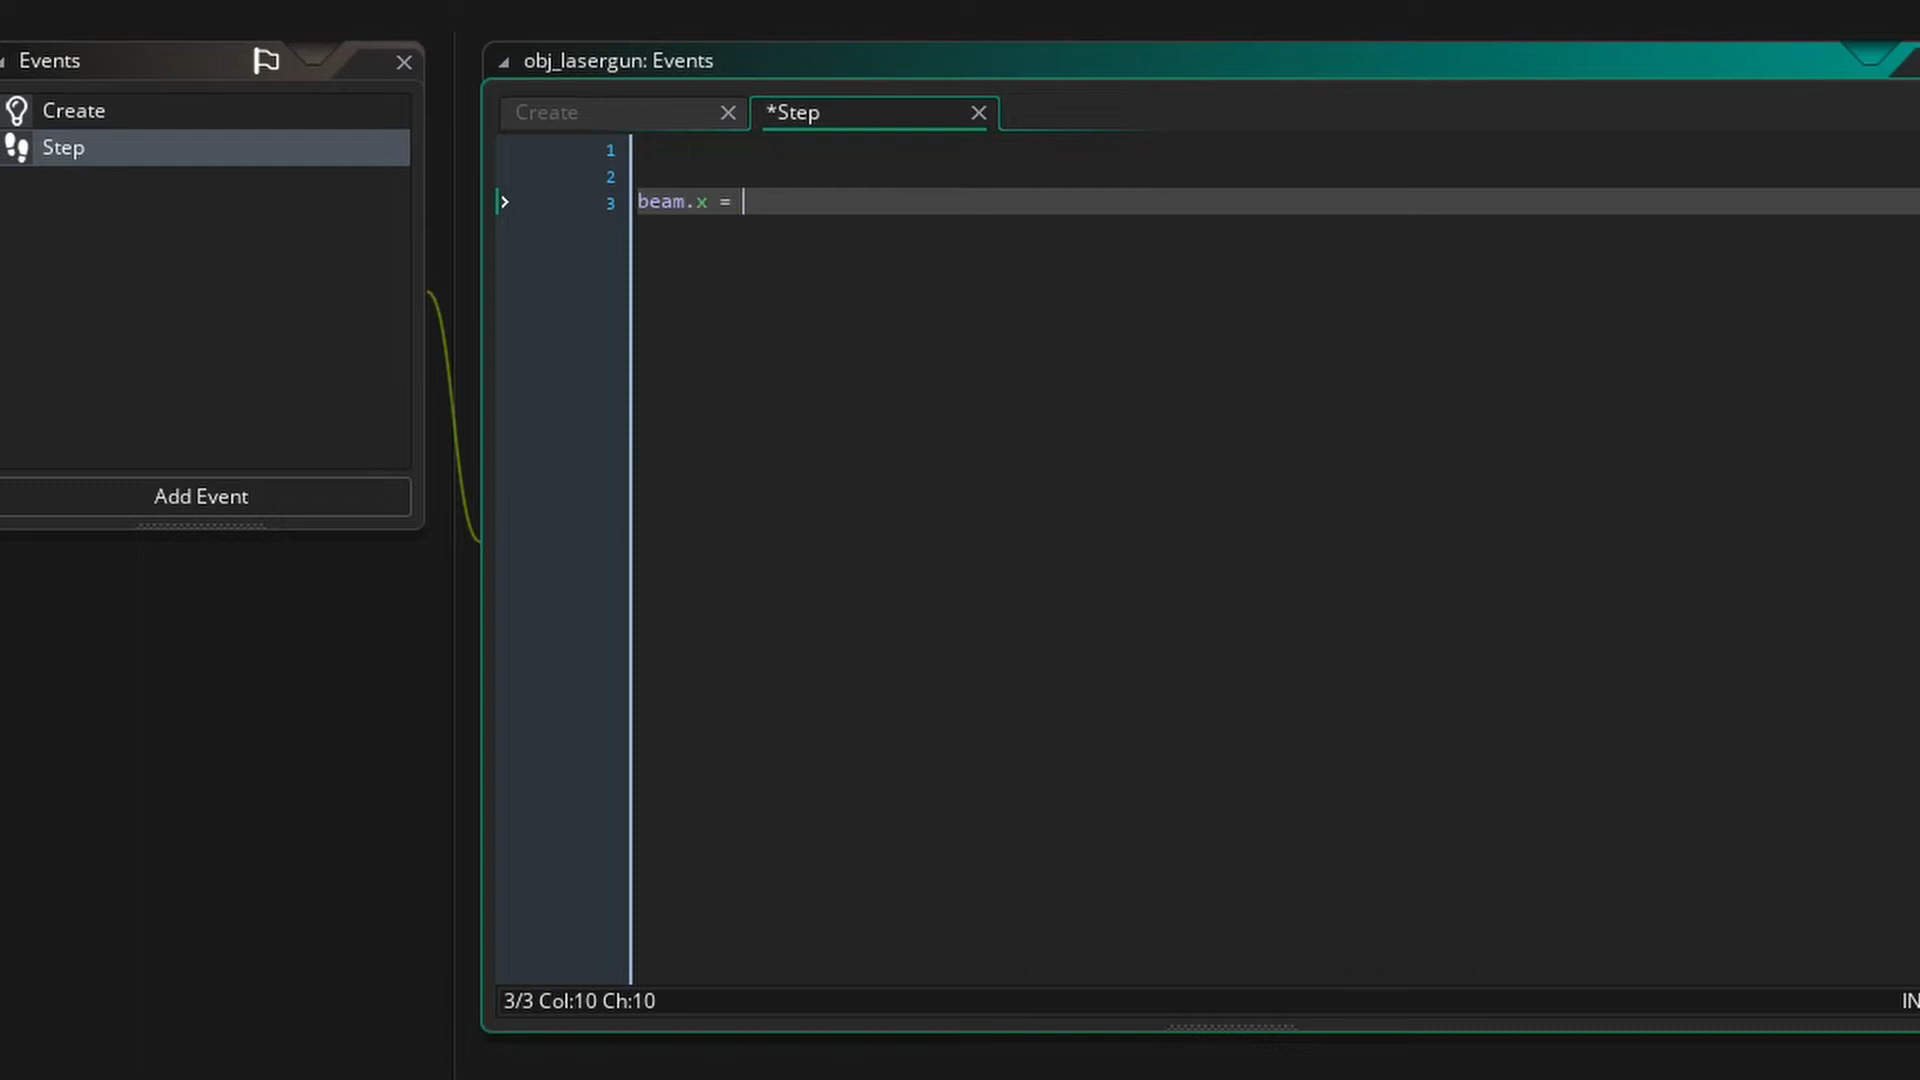 Events
Create
Step
Add Event
obj_lasergun: Events
Create
*Step
1
2
3 beam.x =
3/3 Col:10 Ch:10
IN